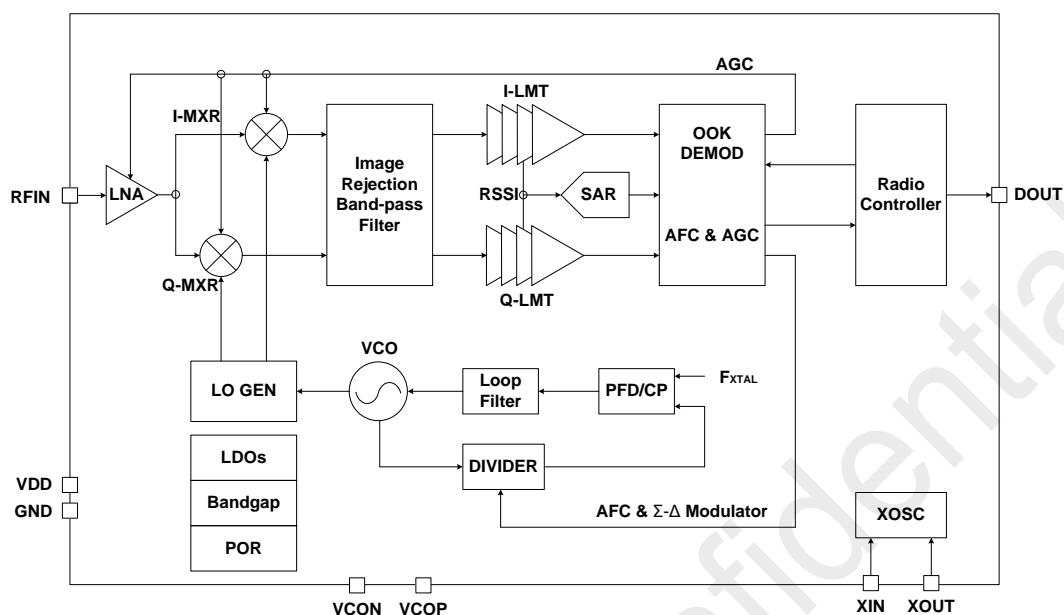 AGC
I-LMT
I-MXR
OOK
DEMOD
Image
Rejection
Band-pass
Filter
LNA
RFIN
RSSI
SAR
Radio
Controller
DOUT
AFC & AGC
Q-MXR
Q-LMT
VCO
LO GEN
Loop
Filter
PFD/CP
FXTAL
LDOs
DIVIDER
VDD
Bandgap
GND
AFC & Σ-Δ Modulator
XOSC
POR
VCON
VCOP
XIN
XOUT